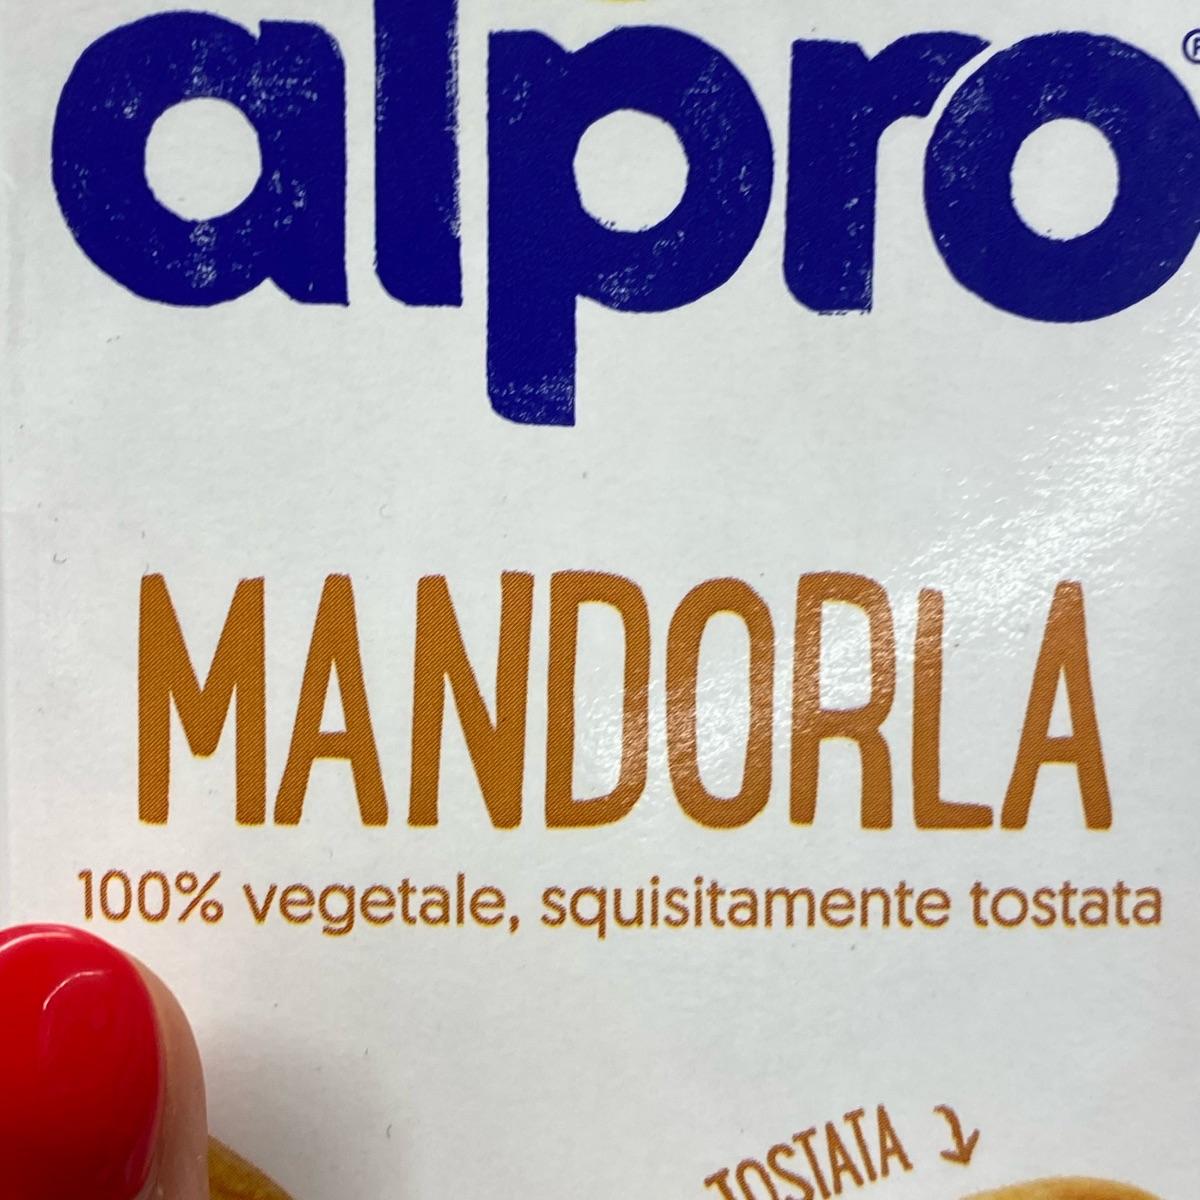 alpro®
MANDORLA
100% vegetale, squisitamente tostata
TOSTATA